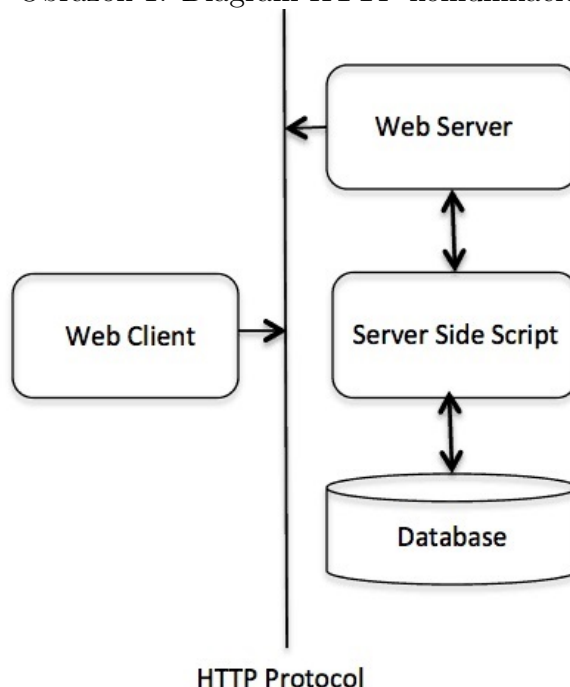 Web Server
Web Client
Server Side Script
Database
HTTP Protocol